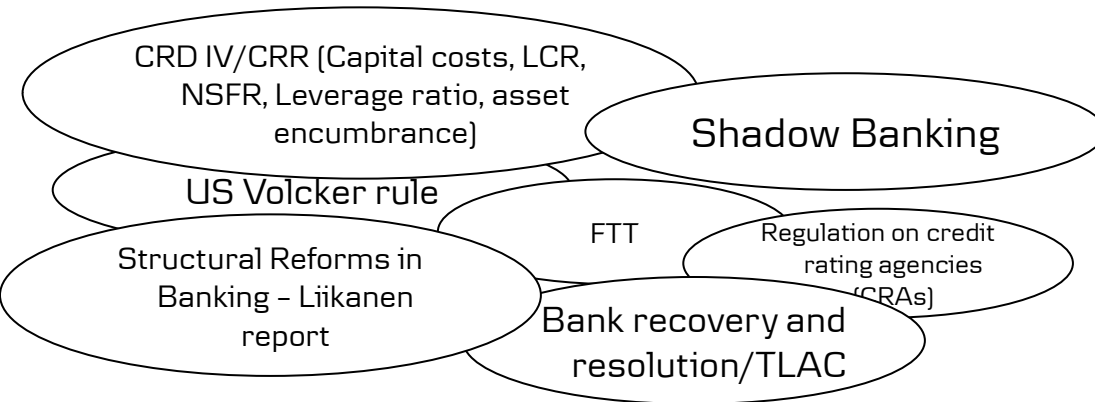 CRD IV/CRR (Capital costs, LCR,
NSFR, Leverage ratio, asset
encumbrance)
Shadow Banking
US Volcker rule
FTT
Regulation on credit
rating agencies
(CRAs)
Structural Reforms in
Banking – Liikanen
report
Bank recovery and
resolution/TLAC